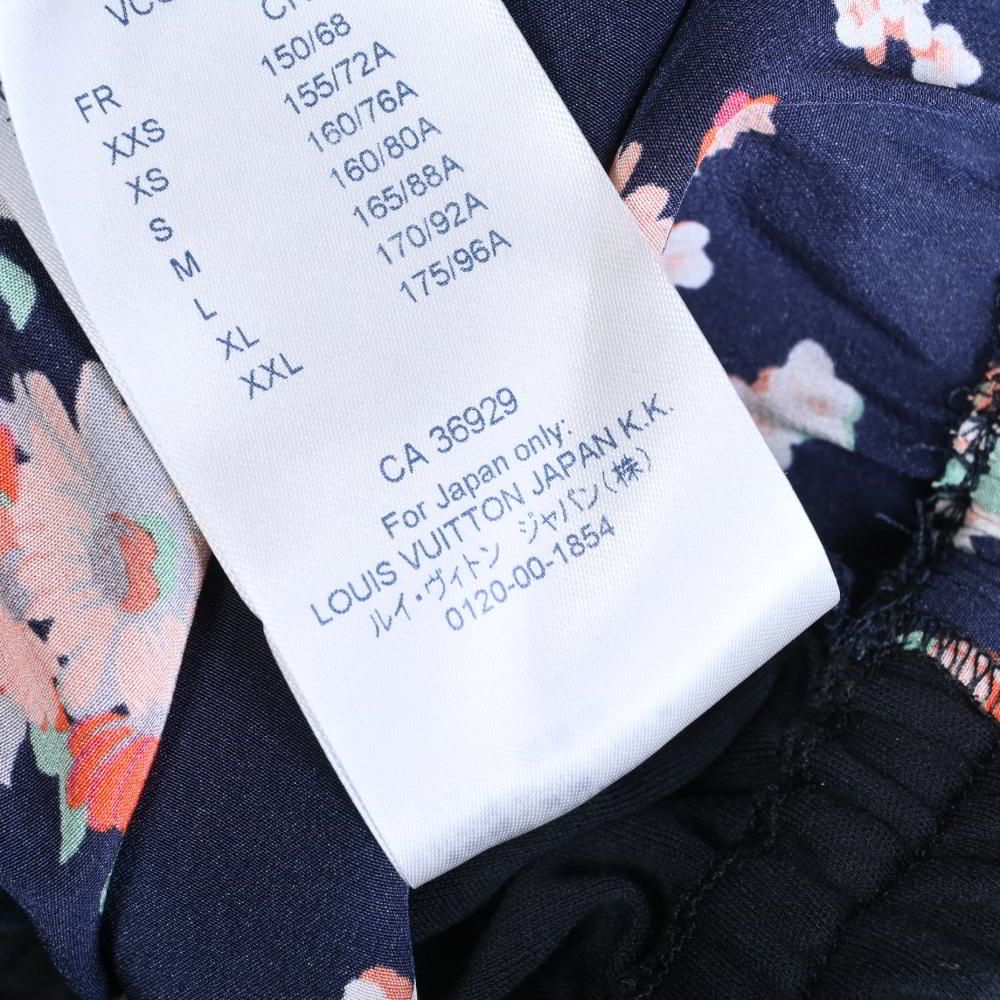 FR
XXS 150/68
XS 155/72A
S 160/76A
M 160/80A
L 165/88A
XL 170/92A
XXL 175/96A
CA 36929
For Japan only:
LOUIS VUITTON JAPAN K.K.
ルイ・ヴィトン ジャパン(株)
0120-00-1854